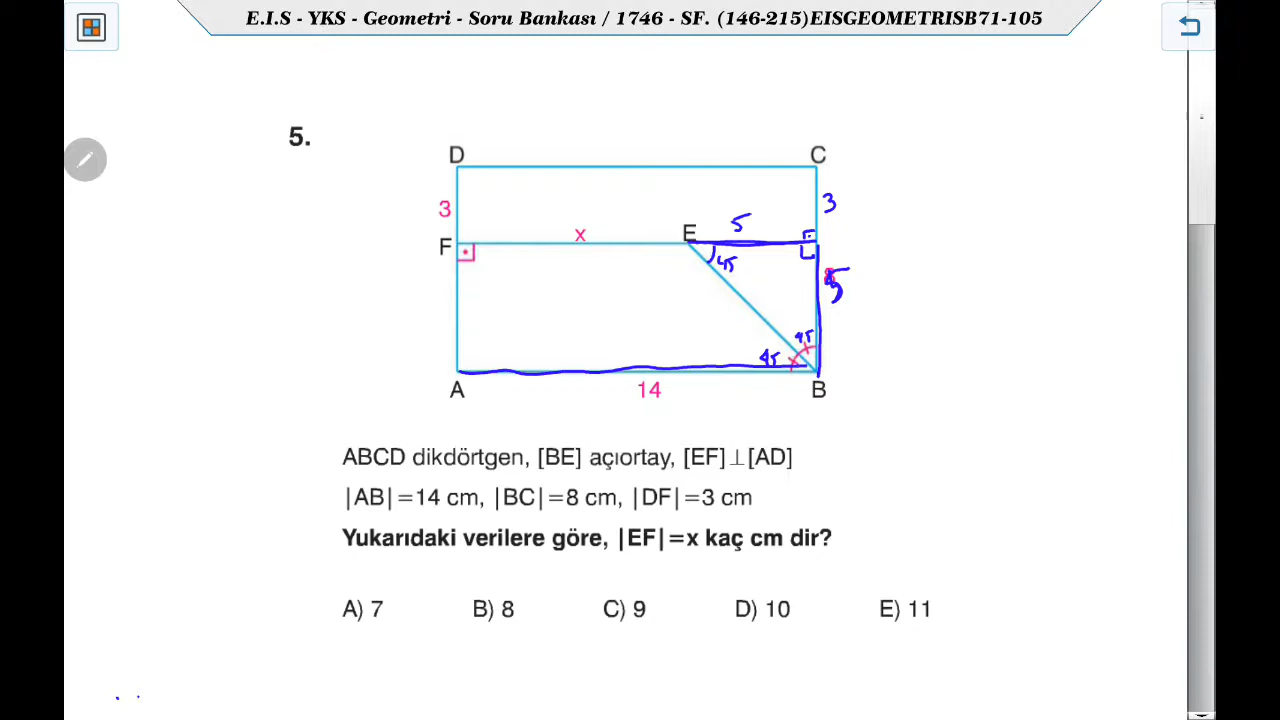 E.I.S - YKS - Geometri - Soru Bankası / 1746 - SF. (146-215)EISGEOMETRISB71-105
5.
D C
3 3
F x E 5
45
5
45 45
A 14 B
ABCD dikdörtgen, [BE] açıortay, [EF]⊥[AD]
|AB|=14 cm, |BC|=8 cm, |DF|=3 cm
Yukarıdaki verilere göre, |EF|=x kaç cm dir?
A) 7 B) 8 C) 9 D) 10 E) 11